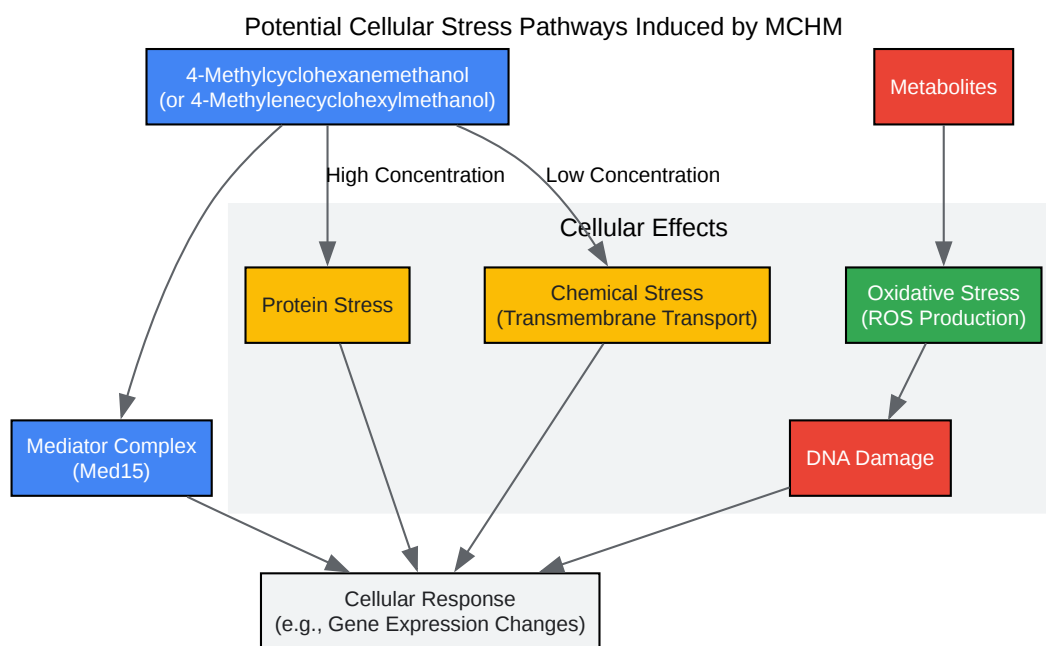 Potential Cellular Stress Pathways Induced by MCHM
4-Methylcyclohexanemethanol
(or 4-Methylenecyclohexylmethanol)
Metabolites
High Concentration
Low Concentration
Cellular Effects
Protein Stress
Chemical Stress
(Transmembrane Transport)
Oxidative Stress
(ROS Production)
Mediator Complex
(Med15)
DNA Damage
Cellular Response
(e.g., Gene Expression Changes)